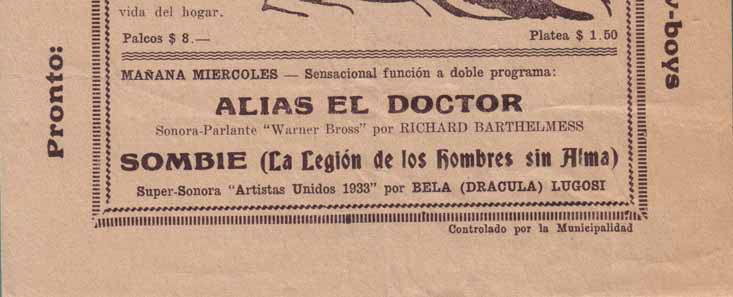 vida del hogar.
Palcos $ 8.— Platea $ 1.50
MAÑANA MIERCOLES — Sensacional función a doble programa:
ALIAS EL DOCTOR
Sonora-Parlante "Warner Bross" por RICHARD BARTHELMESS
SOMBIE (La Legión de los Hombres sin Alma)
Super-Sonora "Artistas Unidos 1933" por BELA (DRACULA) LUGOSI
Controlado por la Municipalidad
Pronto:
y-boys